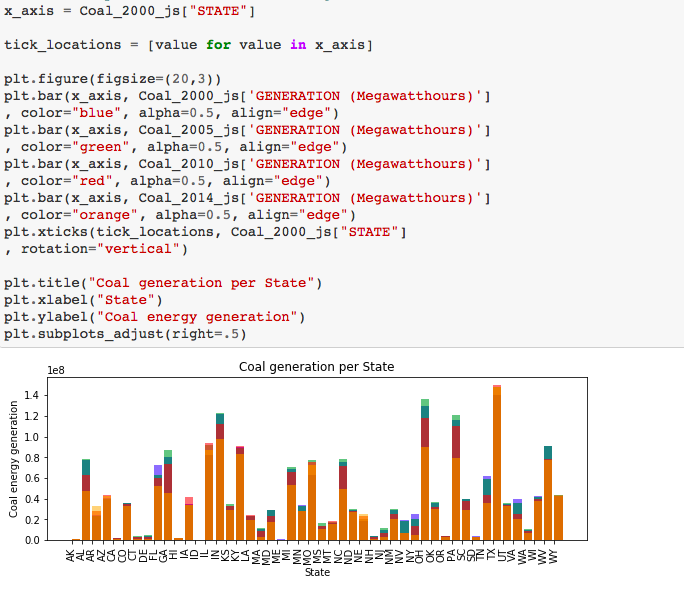 x_axis = Coal_2000_js["STATE"]
tick_locations = [value for value in x_axis]
plt.figure(figsize=(20,3))
plt.bar(x_axis, Coal_2000_js['GENERATION (Megawatthours)']
, color="blue", alpha=0.5, align="edge")
plt.bar(x_axis, Coal_2005_js['GENERATION (Megawatthours)']
, color="green", alpha=0.5, align="edge")
plt.bar(x_axis, Coal_2010_js['GENERATION (Megawatthours)']
, color="red", alpha=0.5, align="edge")
plt.bar(x_axis, Coal_2014_js['GENERATION (Megawatthours)']
, color="orange", alpha=0.5, align="edge")
plt.xticks(tick_locations, Coal_2000_js["STATE"]
, rotation="vertical")
plt.title("Coal generation per State")
plt.xlabel("State")
plt.ylabel("Coal energy generation")
plt.subplots_adjust(right=.5)
Coal generation per State
1e8
Coal energy generation
1.4
1.2
1.0
0.8
0.6
0.4
0.2
0.0
AK AL AR AZ CA CO CT DE FL GA HI IA ID IL IN KS KY LA MA MD ME MI MN MO MS MT NC ND NE NH NJ NM NV NY OH OK OR PA SC SD TN TX UT VA WA WI WV WY
State